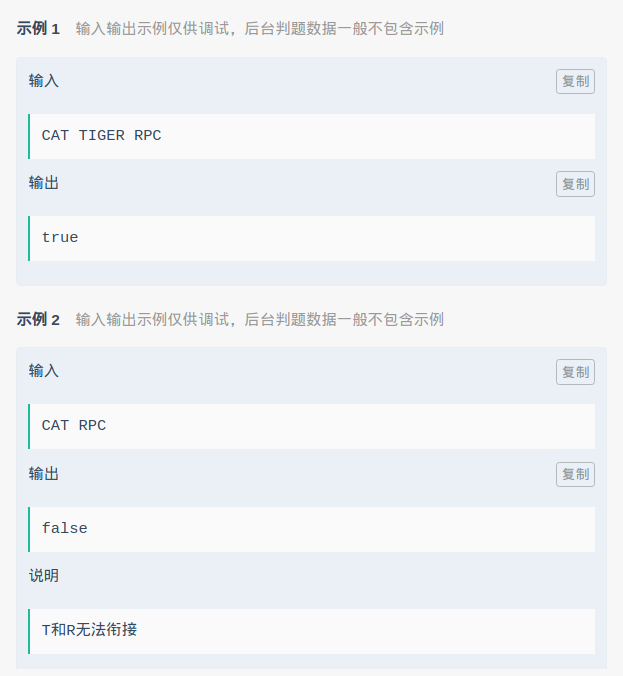 示例 1 输入输出示例仅供调试，后台判题数据一般不包含示例
输入 复制
CAT TIGER RPC
输出 复制
true
示例 2 输入输出示例仅供调试，后台判题数据一般不包含示例
输入 复制
CAT RPC
输出 复制
false
说明
T和R无法衔接